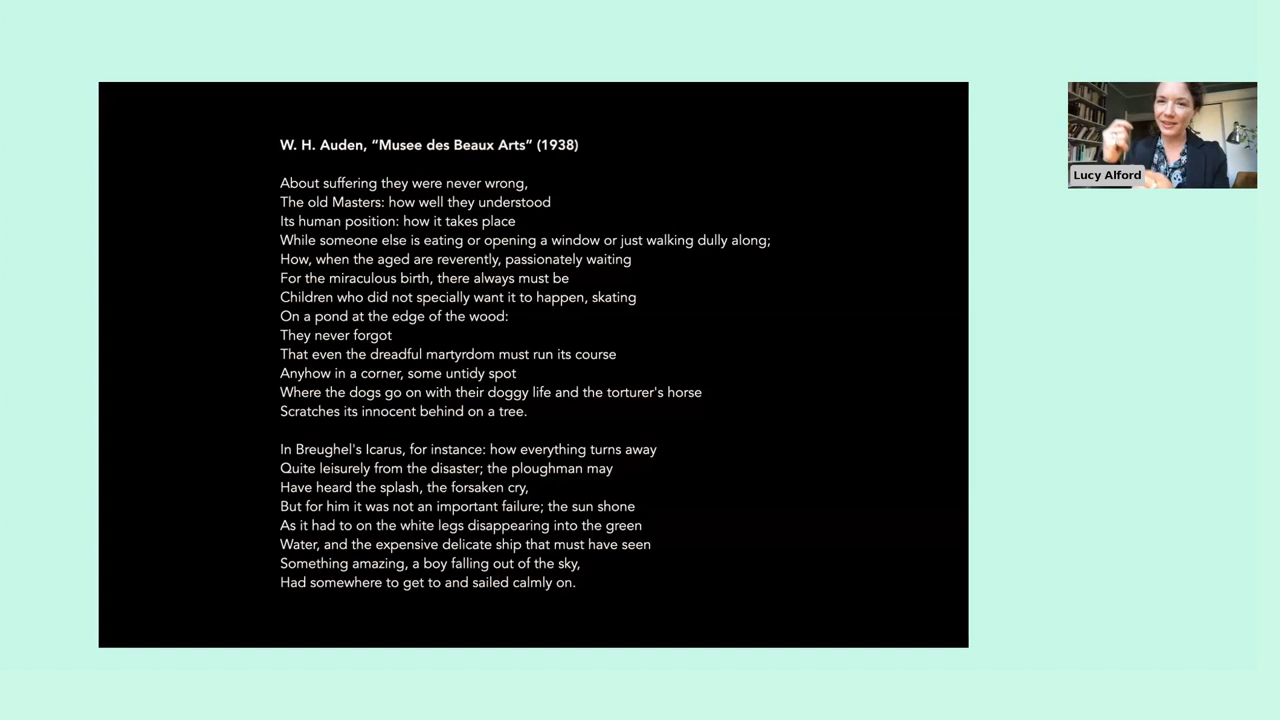 W. H. Auden, “Musee des Beaux Arts” (1938)
About suffering they were never wrong,
The old Masters: how well they understood
Its human position: how it takes place
While someone else is eating or opening a window or just walking dully along;
How, when the aged are reverently, passionately waiting
For the miraculous birth, there always must be
Children who did not specially want it to happen, skating
On a pond at the edge of the wood:
They never forgot
That even the dreadful martyrdom must run its course
Anyhow in a corner, some untidy spot
Where the dogs go on with their doggy life and the torturer's horse
Scratches its innocent behind on a tree.
In Breughel's Icarus, for instance: how everything turns away
Quite leisurely from the disaster; the ploughman may
Have heard the splash, the forsaken cry,
But for him it was not an important failure; the sun shone
As it had to on the white legs disappearing into the green
Water, and the expensive delicate ship that must have seen
Something amazing, a boy falling out of the sky,
Had somewhere to get to and sailed calmly on.
Lucy Alford